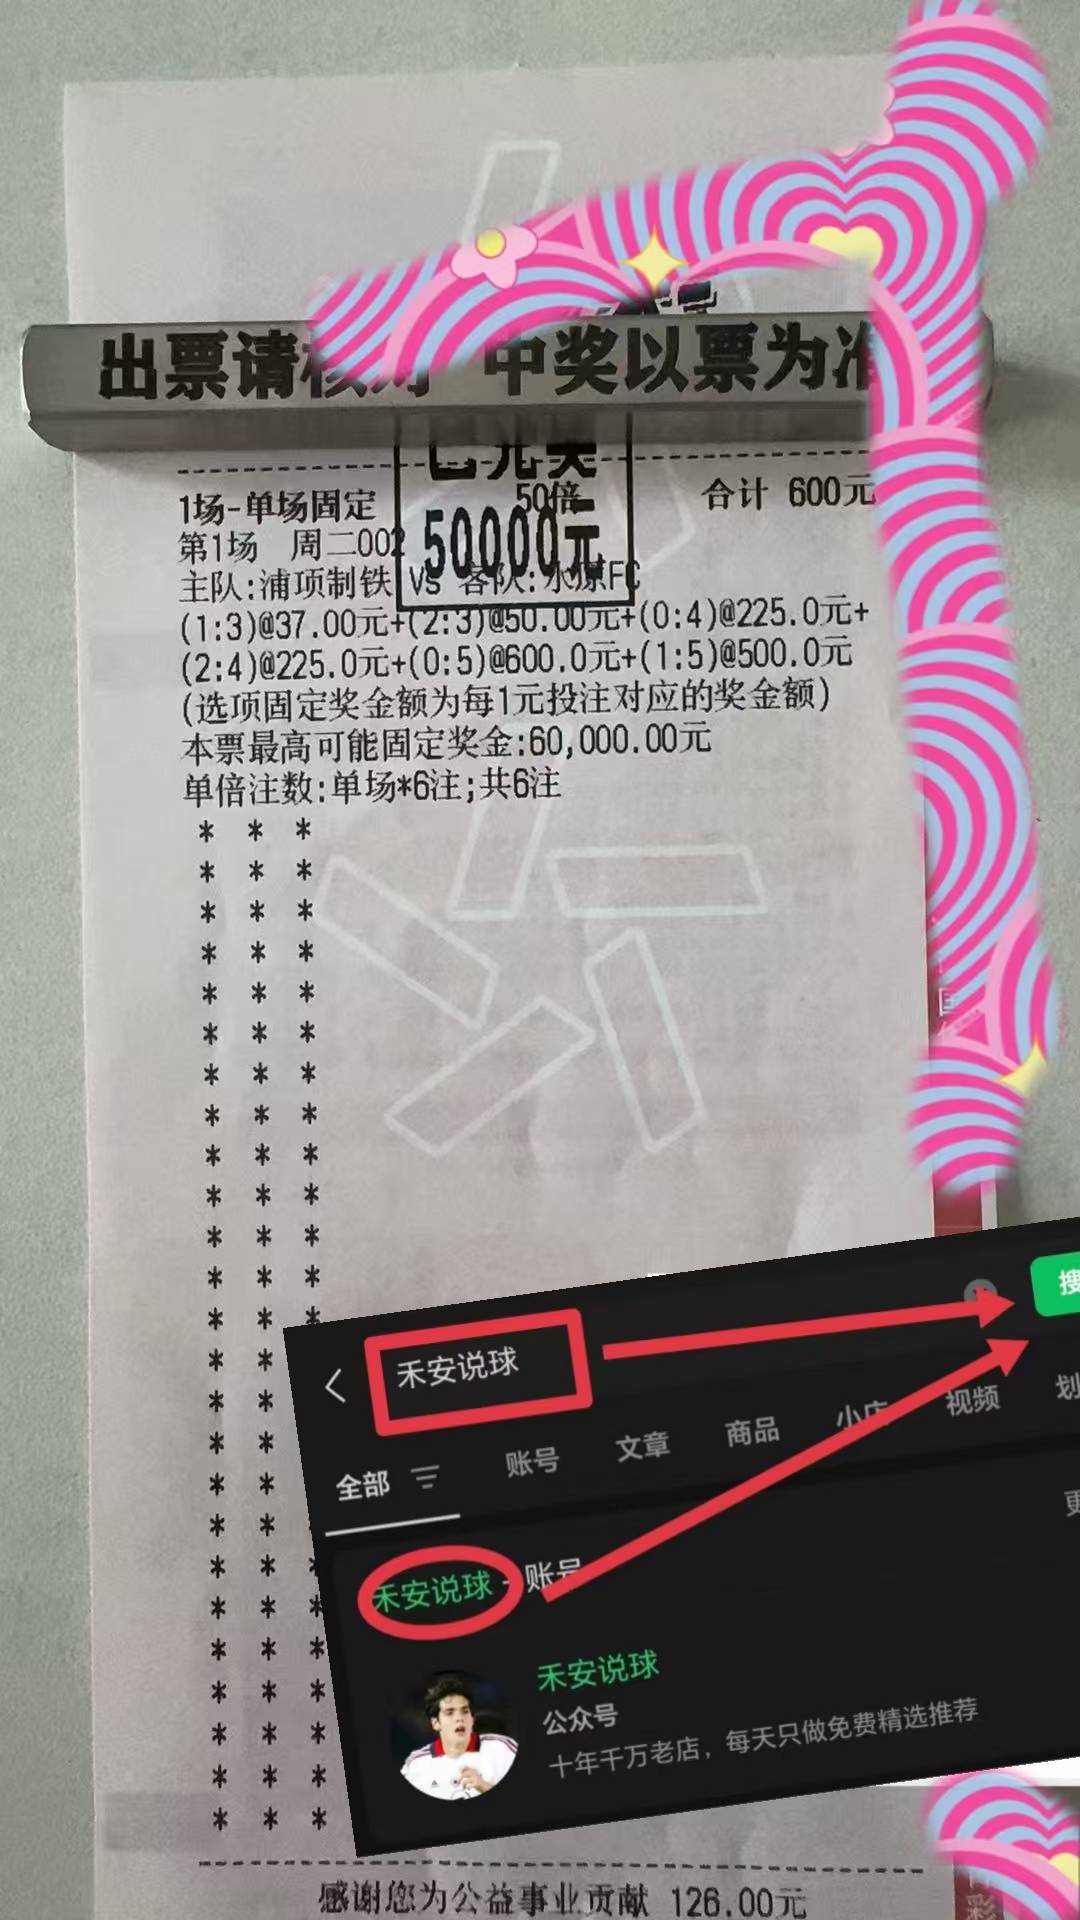 出票请核对 中奖以票为准
已兑奖
50000元
1场-单场固定 50倍 合计 600元
第1场 周二002
主队:浦项制铁 Vs 客队:水原FC
(1:3)@37.00元+(2:3)@50.00元+(0:4)@225.0元+
(2:4)@225.0元+(0:5)@600.0元+(1:5)@500.0元
(选项固定奖金额为每1元投注对应的奖金额)
本票最高可能固定奖金:60,000.00元
单倍注数:单场*6注;共6注
禾安说球 搜
全部 账号 文章 商品 小店 视频 划
禾安说球 - 账号 更
禾安说球
公众号
十年千万老店，每天只做免费精选推荐
感谢您为公益事业贡献 126.00元